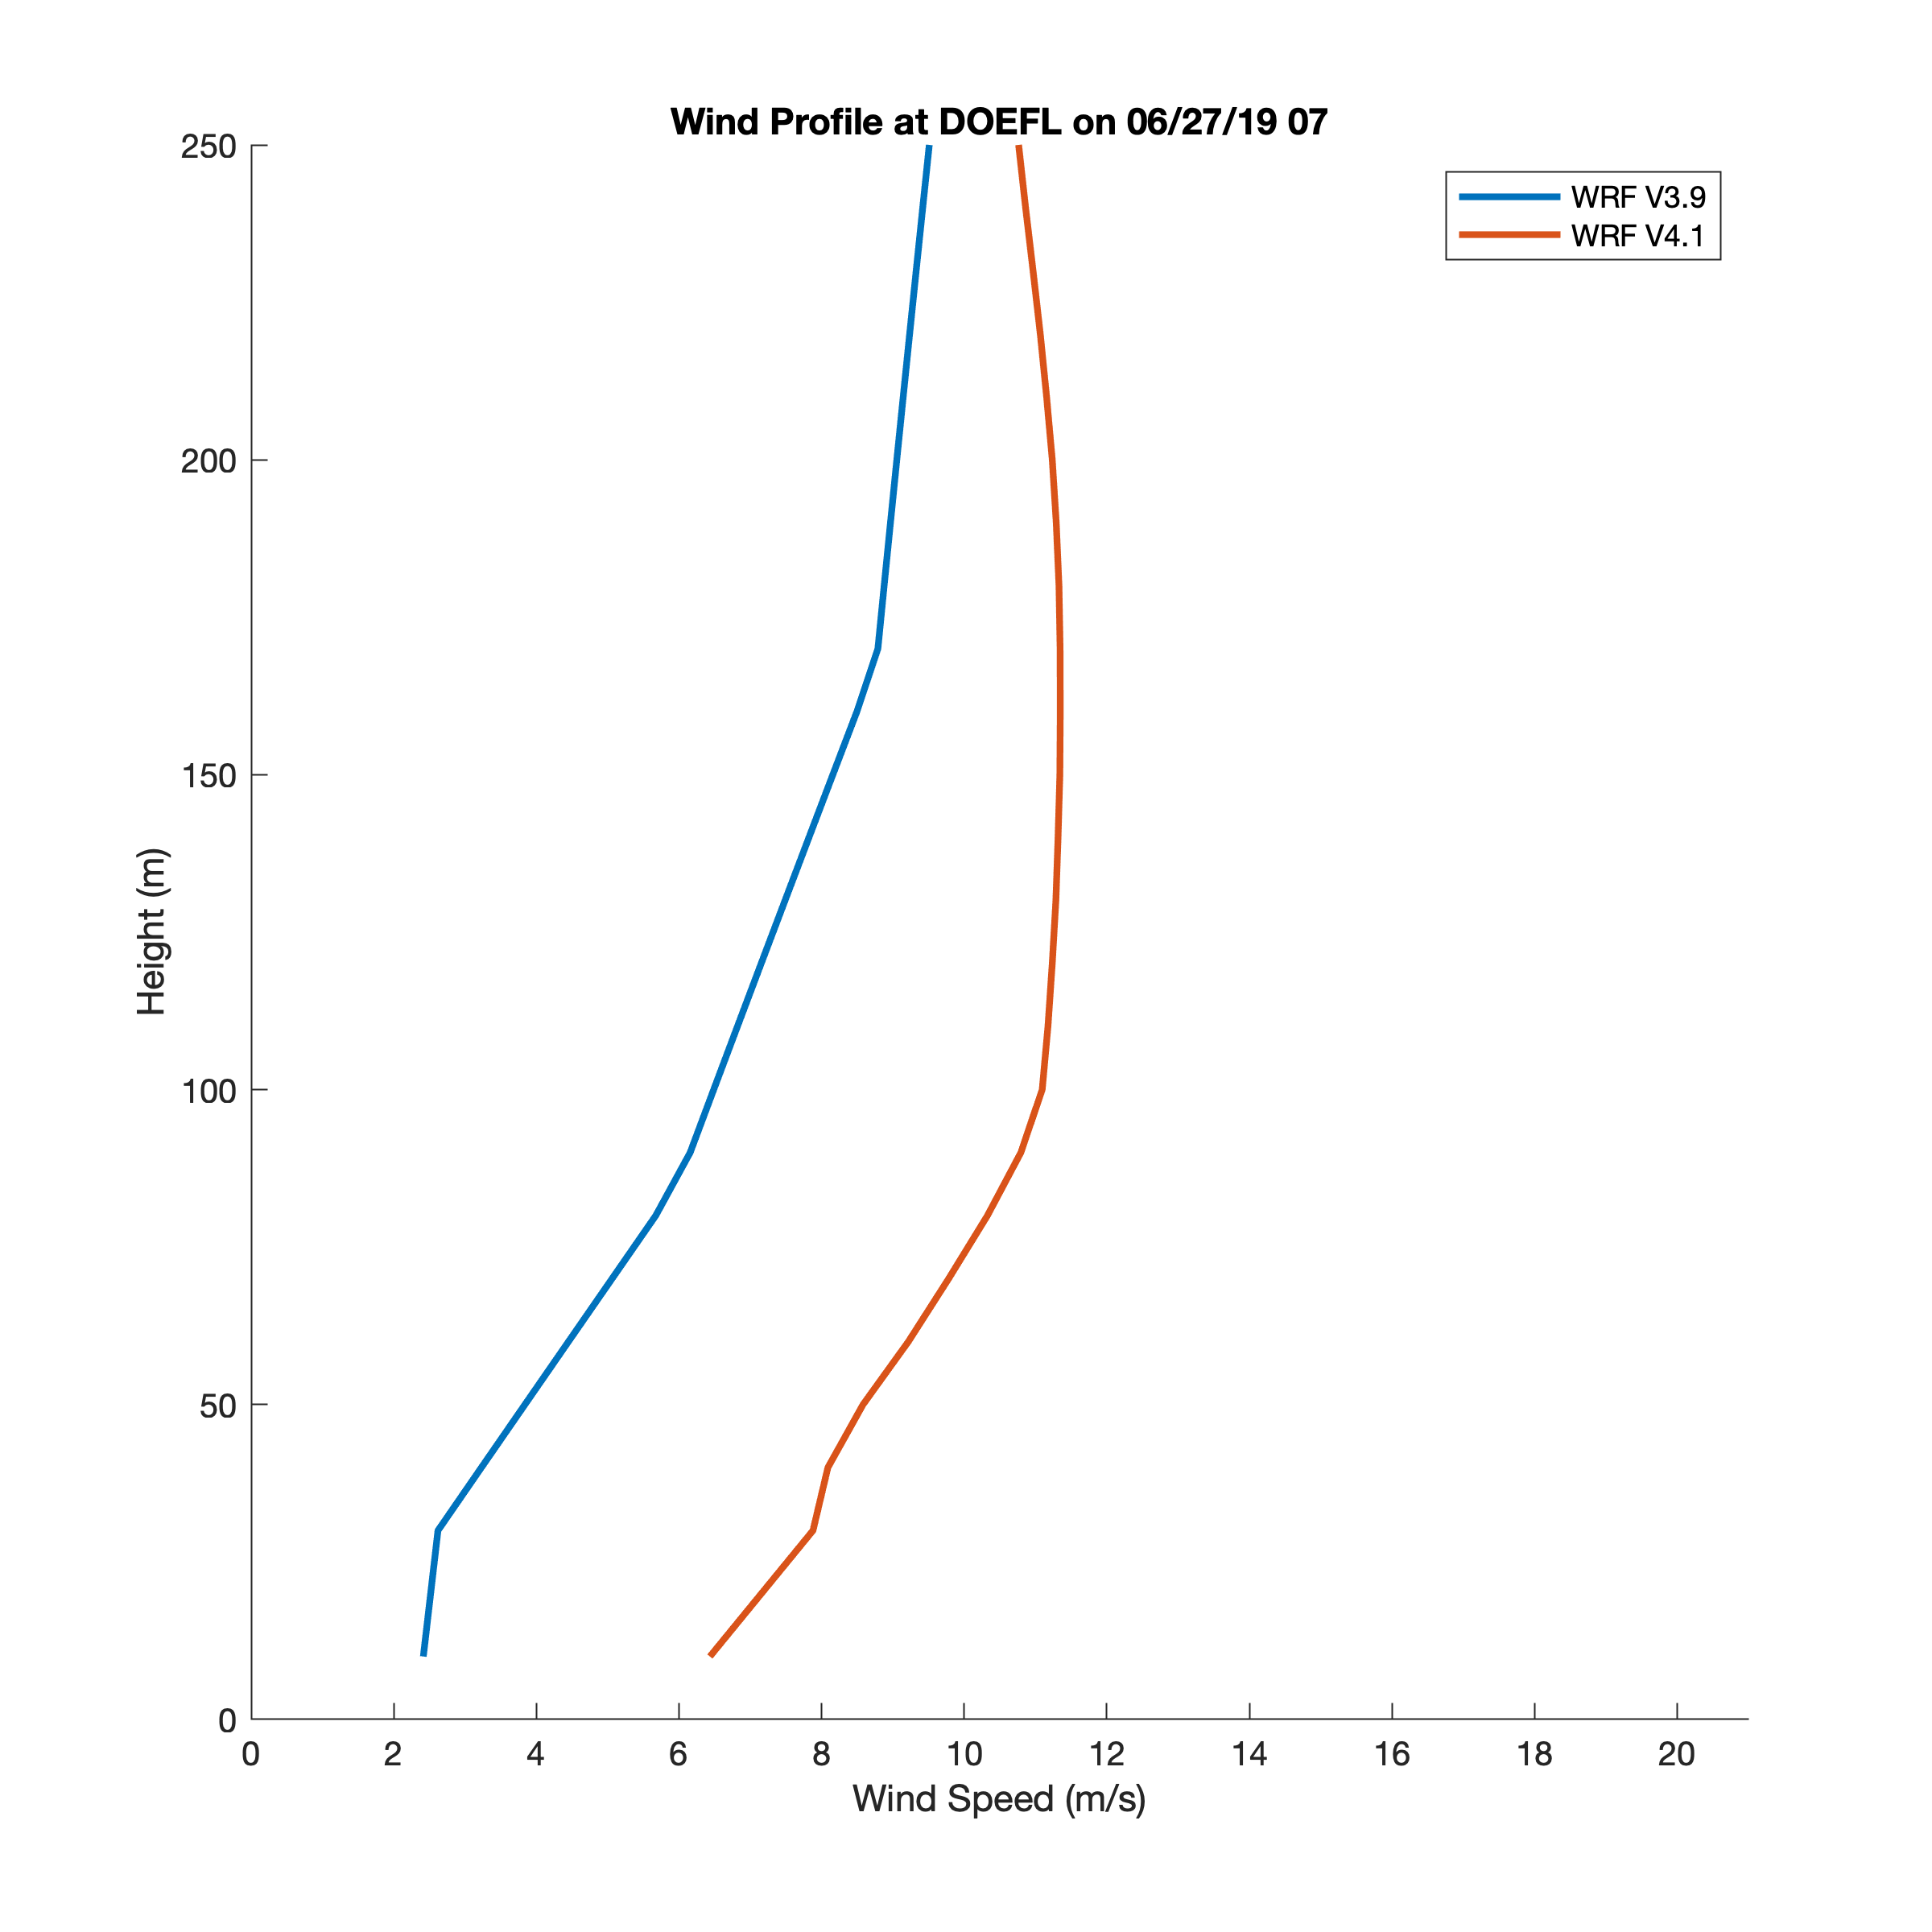 Wind Profile at DOEFL on 06/27/19 07
WRF V3.9
WRF V4.1
250
200
150
100
50
0
Height (m)
0 2 4 6 8 10 12 14 16 18 20
Wind Speed (m/s)